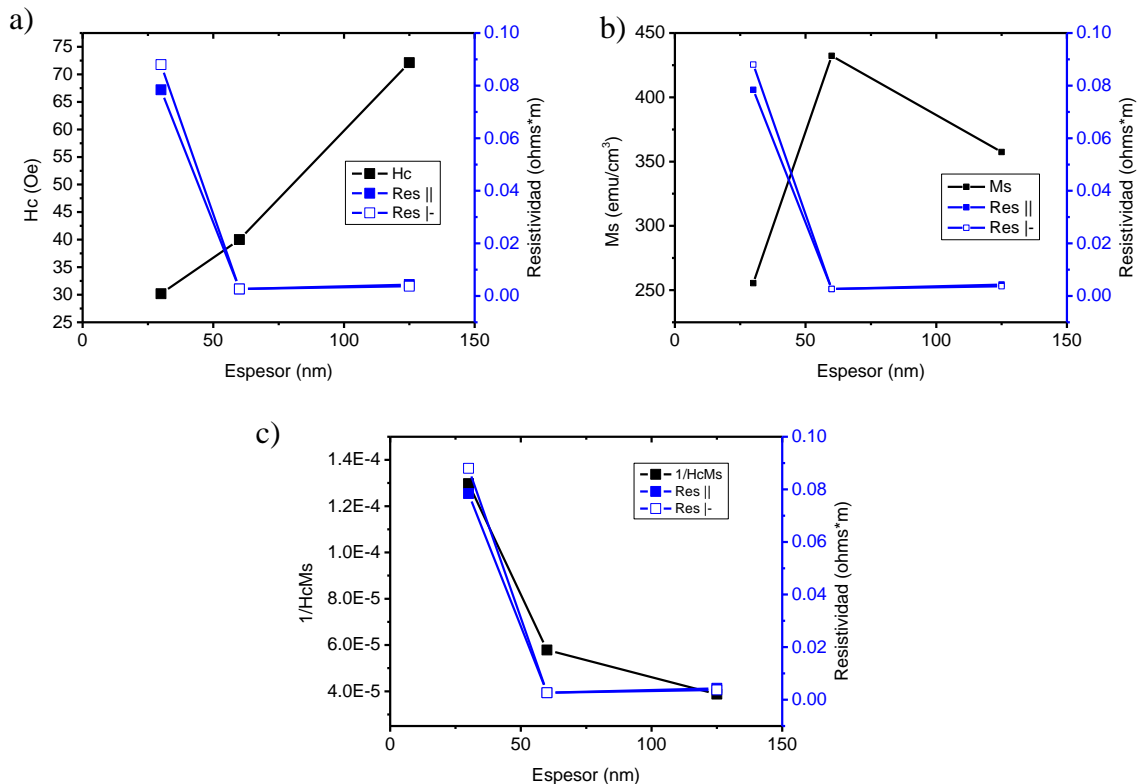 a)
75
70
65
60
55
50
45
40
35
30
25
Hc (Oe)
0
50
100
150
Espesor (nm)
0.10
0.08
0.06
0.04
0.02
0.00
Resistividad (ohms*m)
Hc
Res ||
Res |-
b)
450
400
350
300
250
Ms (emu/cm³)
0
50
100
150
Espesor (nm)
0.10
0.08
0.06
0.04
0.02
0.00
Resistividad (ohms*m)
Ms
Res ||
Res |-
c)
1.4E-4
1.2E-4
1.0E-4
8.0E-5
6.0E-5
4.0E-5
1/HcMs
0
50
100
150
Espesor (nm)
0.10
0.08
0.06
0.04
0.02
0.00
Resistividad (ohms*m)
1/HcMs
Res ||
Res |-